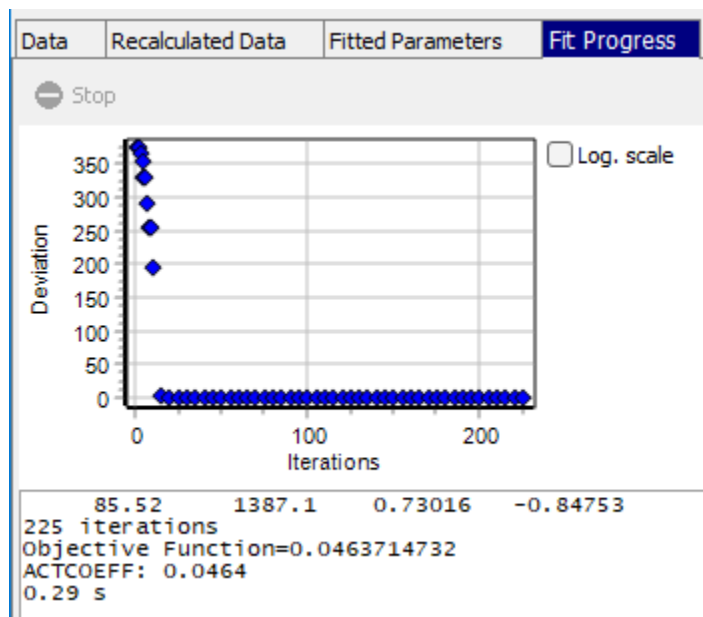 Data Recalculated Data Fitted Parameters Fit Progress
Stop
Log. scale
350
300
250
200
150
100
50
0
Deviation
0 100 200
Iterations
85.52 1387.1 0.73016 -0.84753
225 iterations
Objective Function=0.0463714732
ACTCOEFF: 0.0464
0.29 s